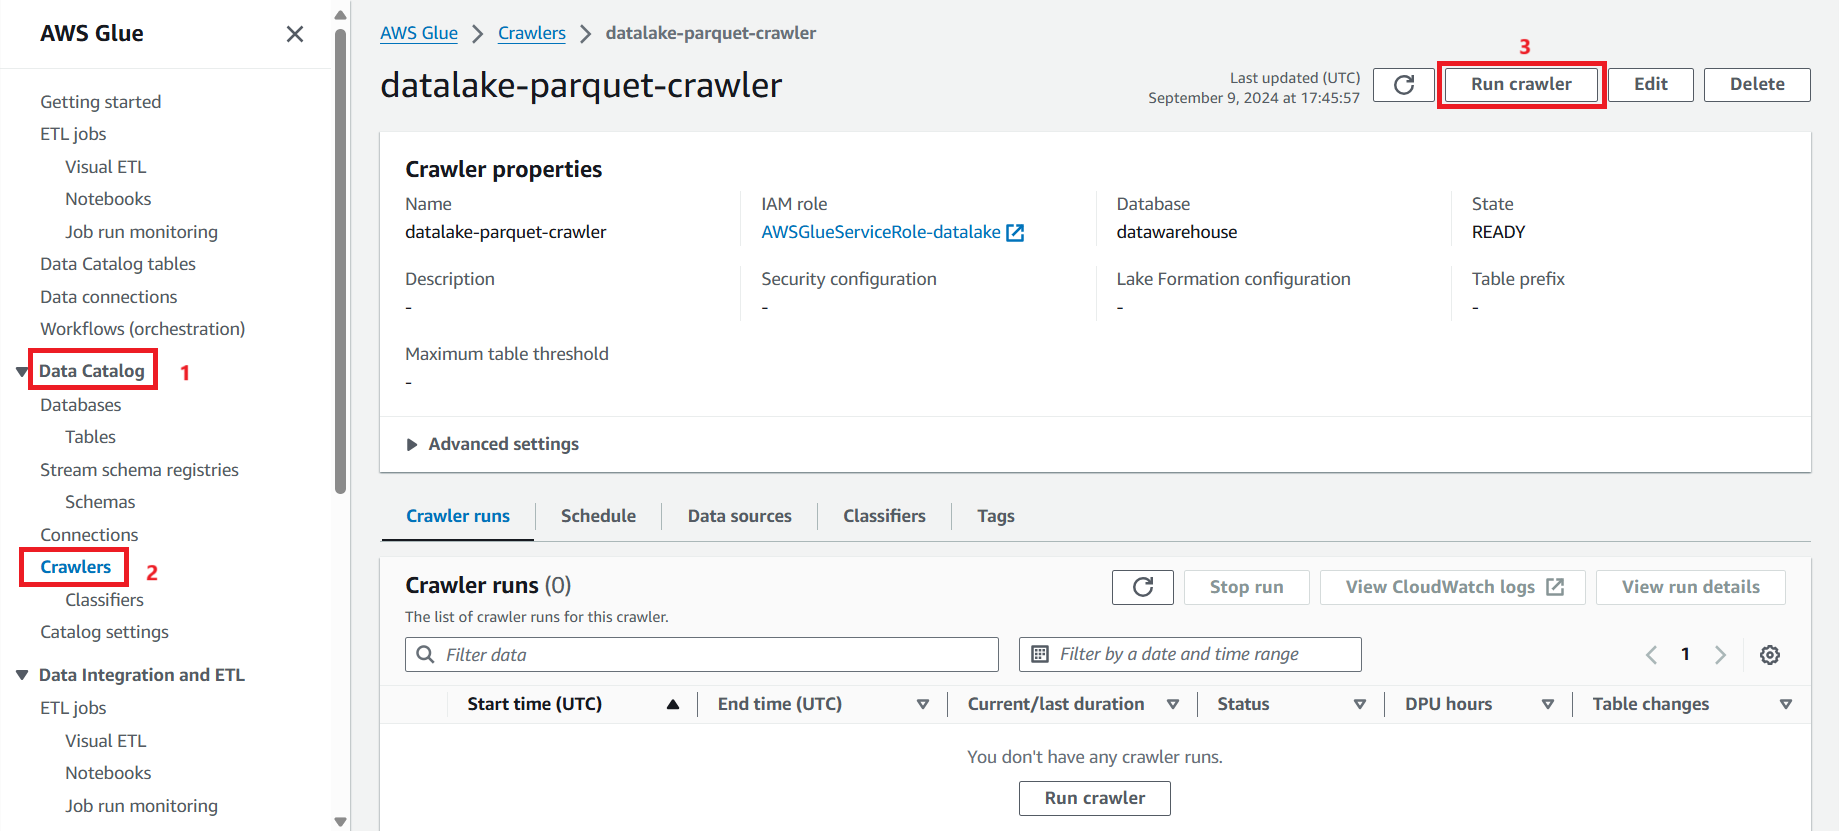 AWS Glue
Getting started
ETL jobs
Visual ETL
Notebooks
Job run monitoring
Data Catalog tables
Data connections
Workflows (orchestration)
Data Catalog 1
Databases
Tables
Stream schema registries
Schemas
Connections
Crawlers 2
Classifiers
Catalog settings
Data Integration and ETL
ETL jobs
Visual ETL
Notebooks
Job run monitoring
AWS Glue > Crawlers > datalake-parquet-crawler
datalake-parquet-crawler
Last updated (UTC)
September 9, 2024 at 17:45:57
3
Run crawler Edit Delete
Crawler properties
Name
datalake-parquet-crawler
IAM role
AWSGlueServiceRole-datalake
Database
datawarehouse
State
READY
Description
-
Security configuration
-
Lake Formation configuration
-
Table prefix
-
Maximum table threshold
-
Advanced settings
Crawler runs Schedule Data sources Classifiers Tags
Crawler runs (0)
The list of crawler runs for this crawler.
Stop run View CloudWatch logs View run details
Filter data Filter by a date and time range 1
Start time (UTC) End time (UTC) Current/last duration Status DPU hours Table changes
You don't have any crawler runs.
Run crawler